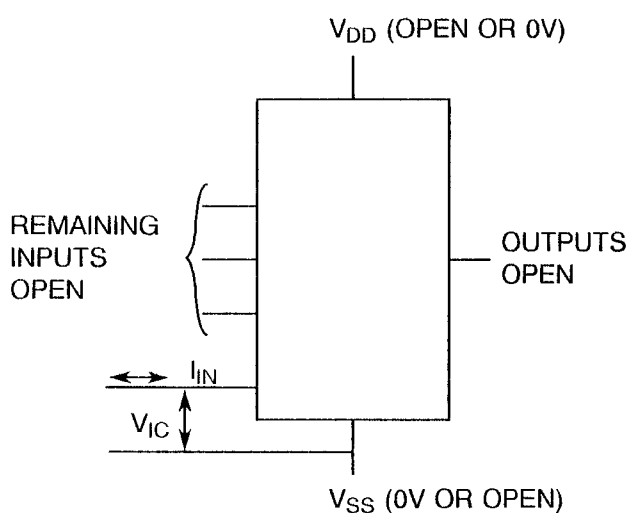 VDD (OPEN OR 0V)
REMAINING
INPUTS
OPEN
OUTPUTS
OPEN
IIN
VIC
VSS (0V OR OPEN)